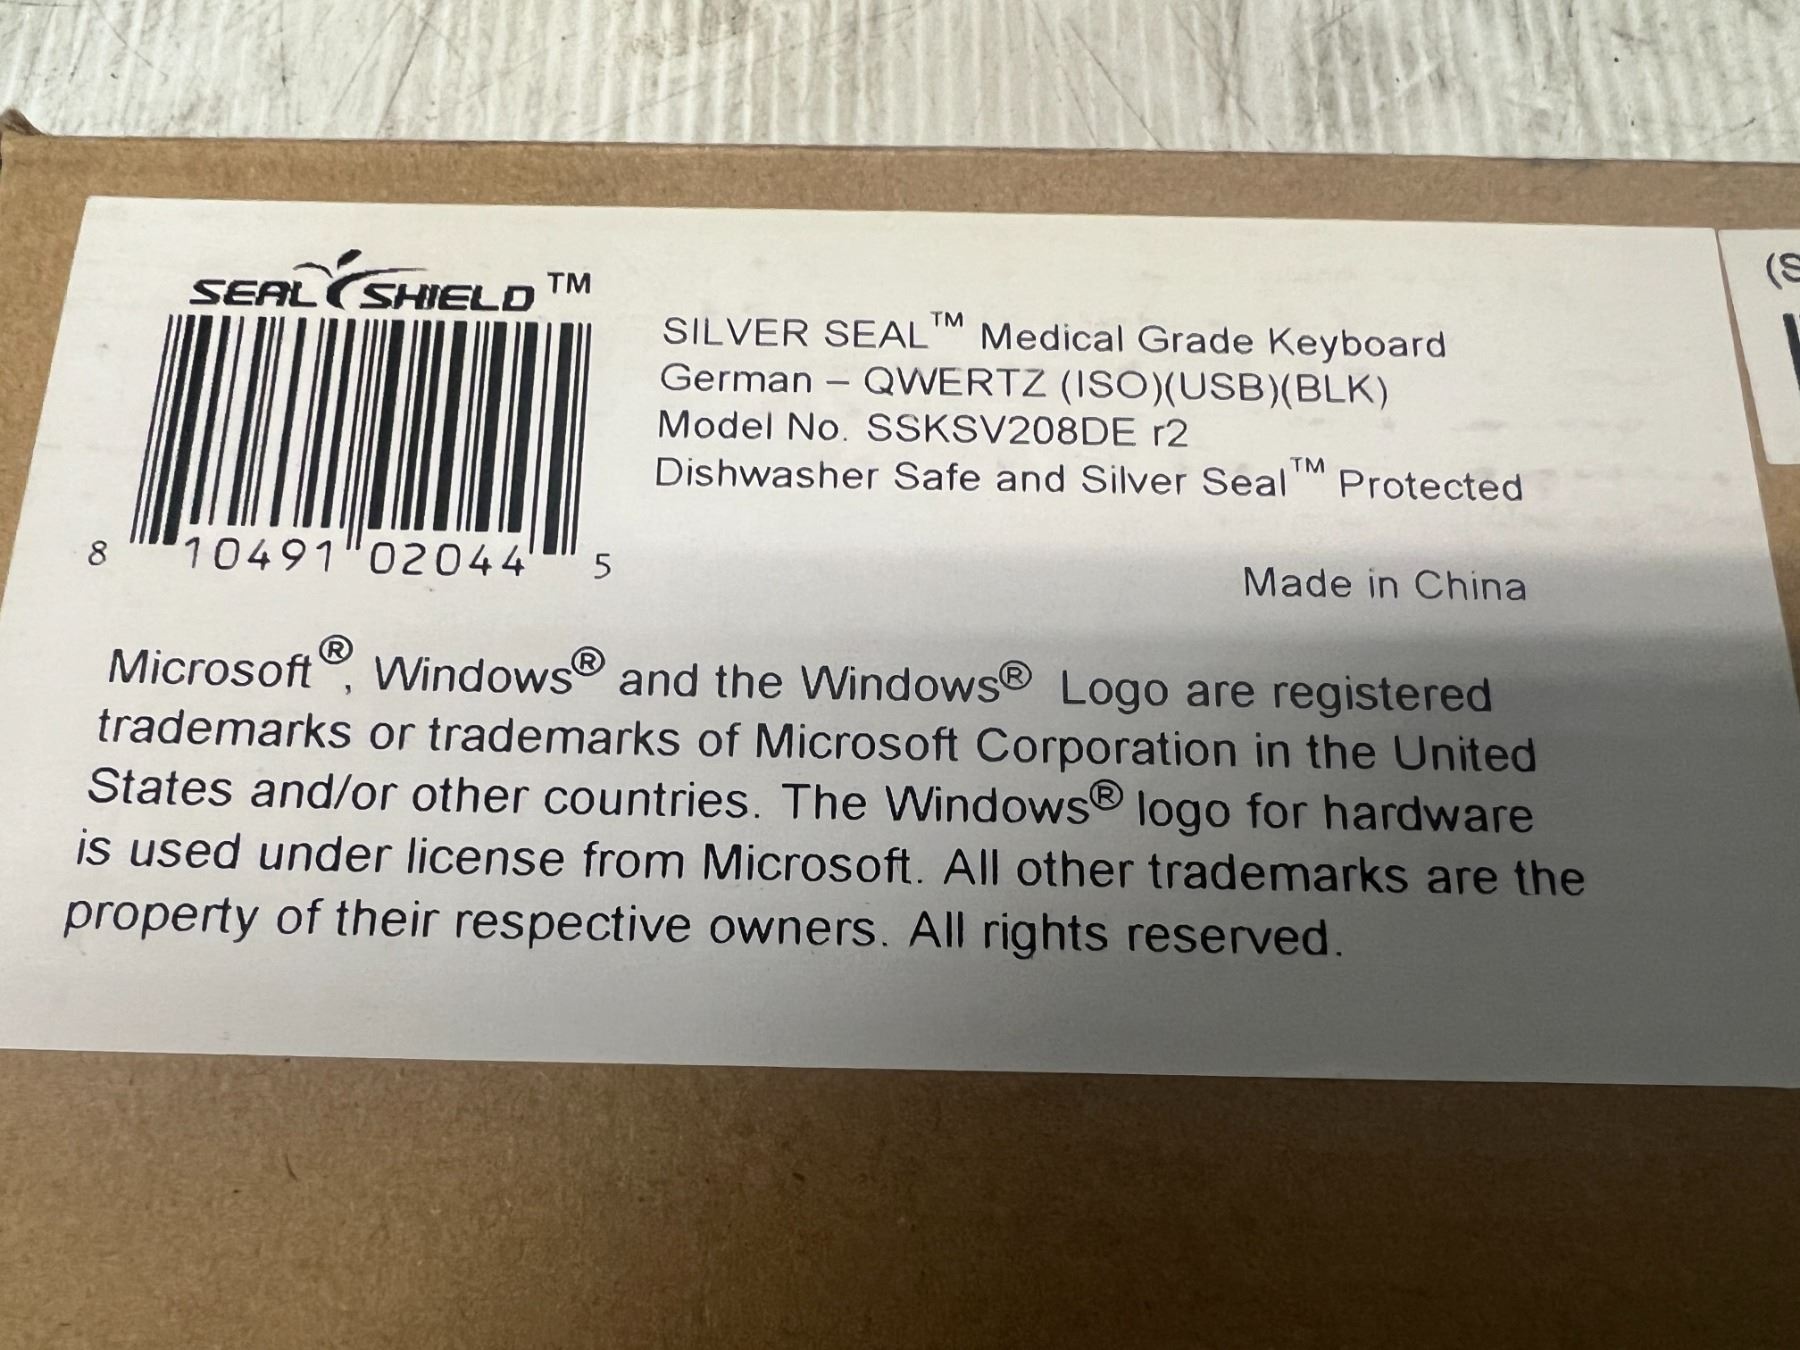 SEAL SHIELD™
8 10491 02044 5
SILVER SEAL™ Medical Grade Keyboard
German – QWERTZ (ISO)(USB)(BLK)
Model No. SSKSV208DE r2
Dishwasher Safe and Silver Seal™ Protected
Made in China
Microsoft®, Windows® and the Windows® Logo are registered
trademarks or trademarks of Microsoft Corporation in the United
States and/or other countries. The Windows® logo for hardware
is used under license from Microsoft. All other trademarks are the
property of their respective owners. All rights reserved.
(S